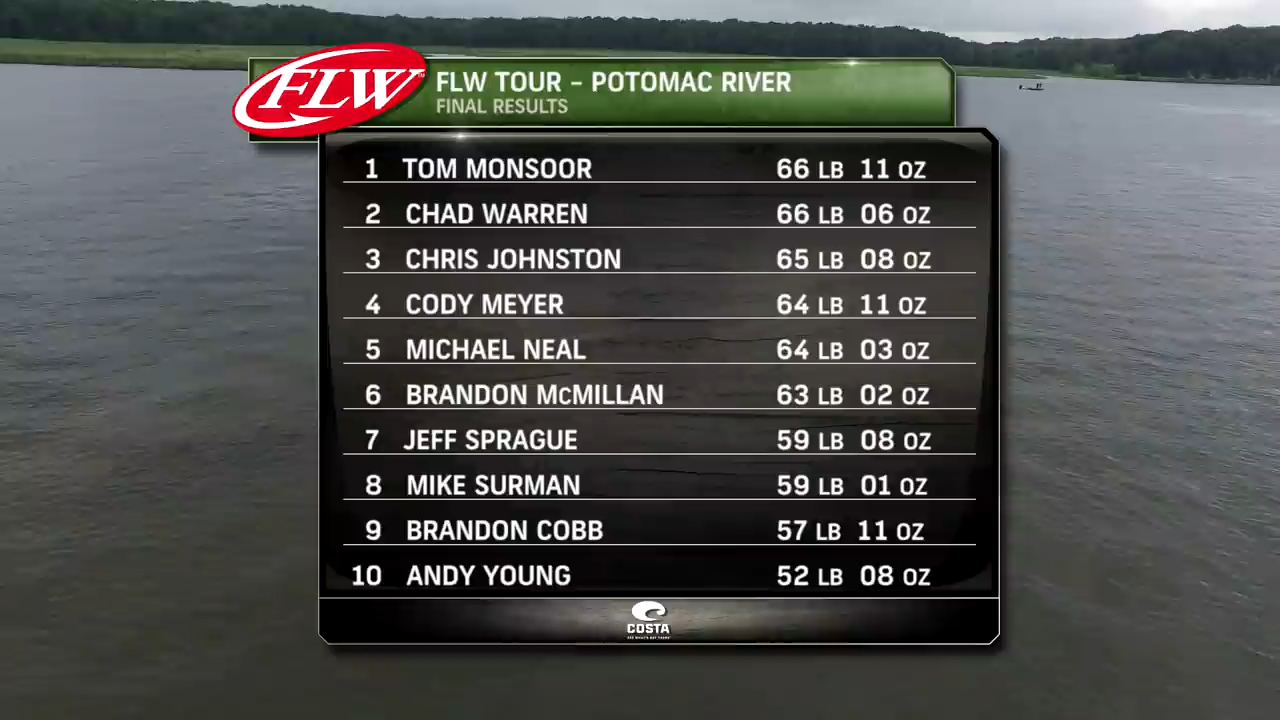 FLW
FLW TOUR – POTOMAC RIVER
FINAL RESULTS
1 TOM MONSOOR 66 LB 11 OZ
2 CHAD WARREN 66 LB 06 OZ
3 CHRIS JOHNSTON 65 LB 08 OZ
4 CODY MEYER 64 LB 11 OZ
5 MICHAEL NEAL 64 LB 03 OZ
6 BRANDON McMILLAN 63 LB 02 OZ
7 JEFF SPRAGUE 59 LB 08 OZ
8 MIKE SURMAN 59 LB 01 OZ
9 BRANDON COBB 57 LB 11 OZ
10 ANDY YOUNG 52 LB 08 OZ
COSTA